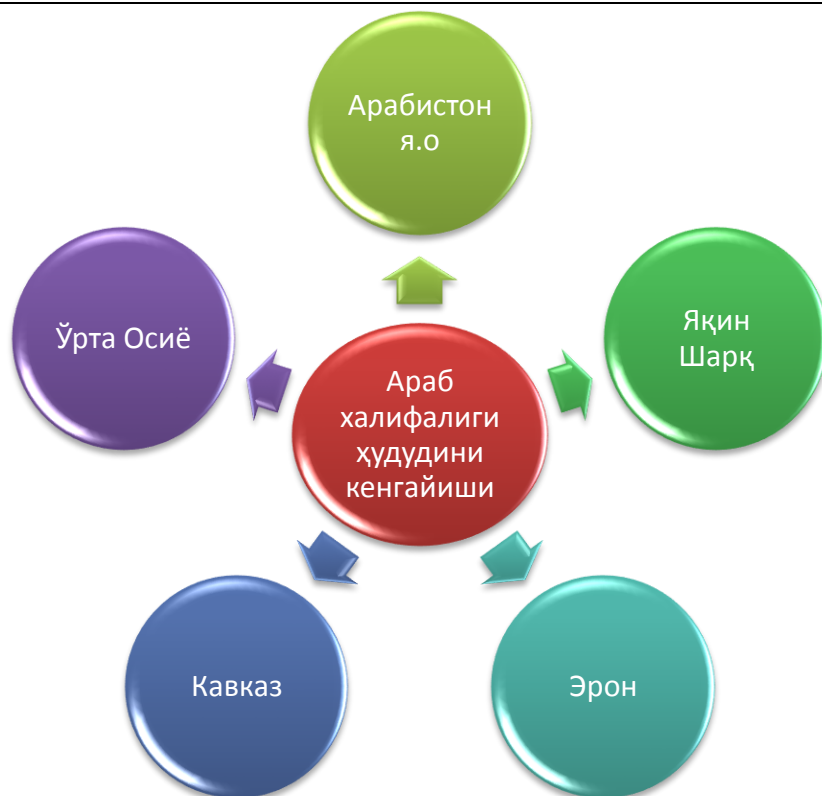 Арабистон
я.о
Ўрта Осиё
Яқин
Шарқ
Араб
халифалиги
ҳудудини
кенгайиши
Кавказ
Эрон